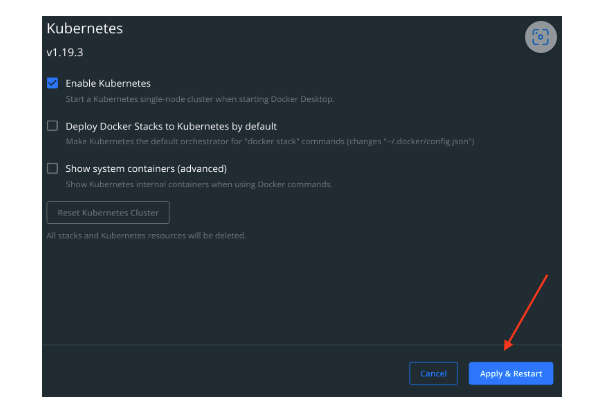 Kubernetes
v1.19.3
Enable Kubernetes
Start a Kubernetes single-node cluster when starting Docker Desktop.
Deploy Docker Stacks to Kubernetes by default
Make Kubernetes the default orchestrator for "docker stack" commands (changes "~/.docker/config.json")
Show system containers (advanced)
Show Kubernetes internal containers when using Docker commands.
Reset Kubernetes Cluster
All stacks and Kubernetes resources will be deleted.
Cancel
Apply & Restart